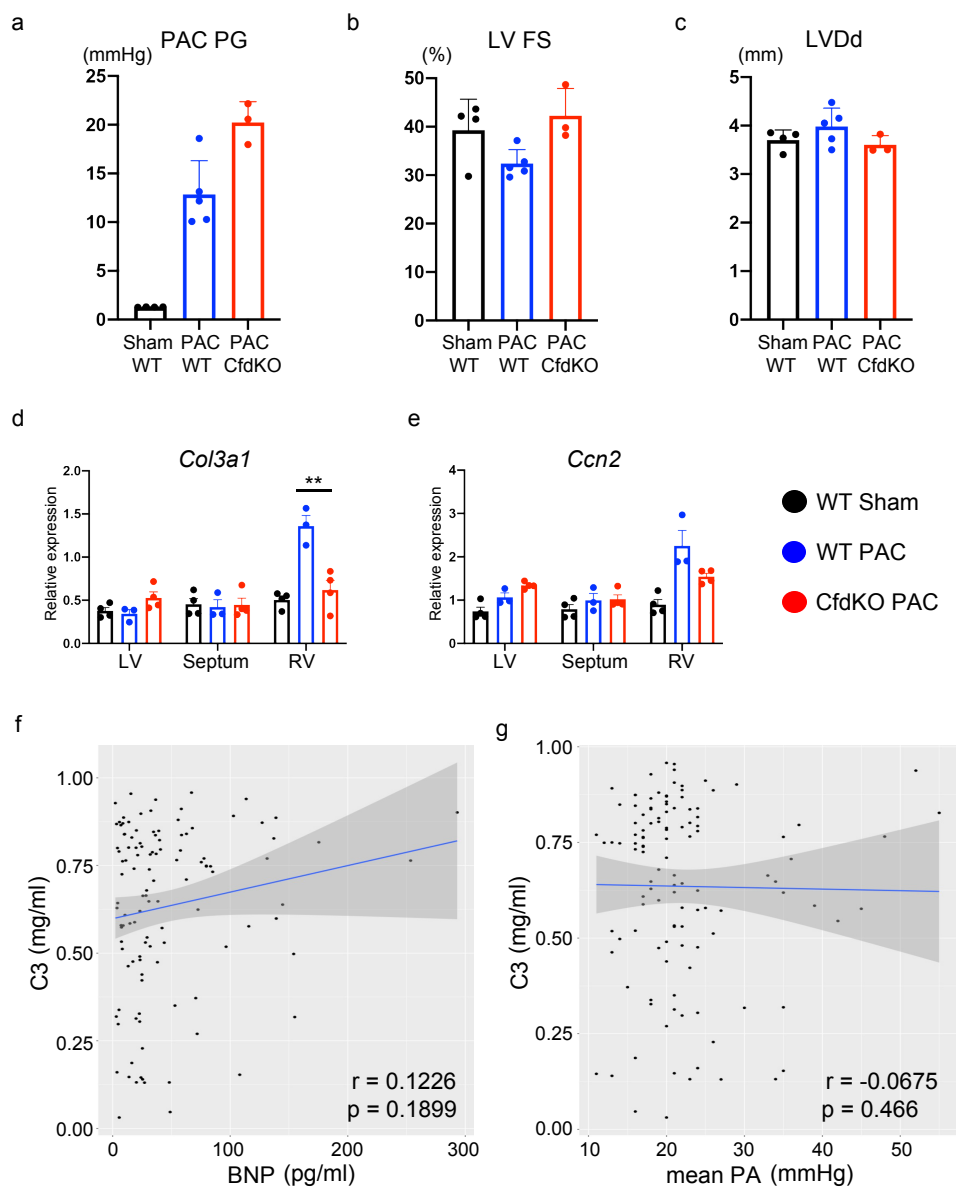 a
PAC PG
(mmHg)
25
20
15
10
5
0
Sham WT
PAC WT
PAC CfdKO
b
LV FS
(%)
50
40
30
20
10
0
Sham WT
PAC WT
PAC CfdKO
c
LVDd
(mm)
5
4
3
2
1
0
Sham WT
PAC WT
PAC CfdKO
d
Col3a1
Relative expression
2.0
1.5
1.0
0.5
0.0
**
LV
Septum
RV
e
Ccn2
Relative expression
4
3
2
1
0
LV
Septum
RV
WT Sham
WT PAC
CfdKO PAC
f
C3 (mg/ml)
1.00
0.75
0.50
0.25
0.00
r = 0.1226
p = 0.1899
0
100
200
300
BNP (pg/ml)
g
C3 (mg/ml)
1.00
0.75
0.50
0.25
0.00
r = -0.0675
p = 0.466
10
20
30
40
50
mean PA (mmHg)